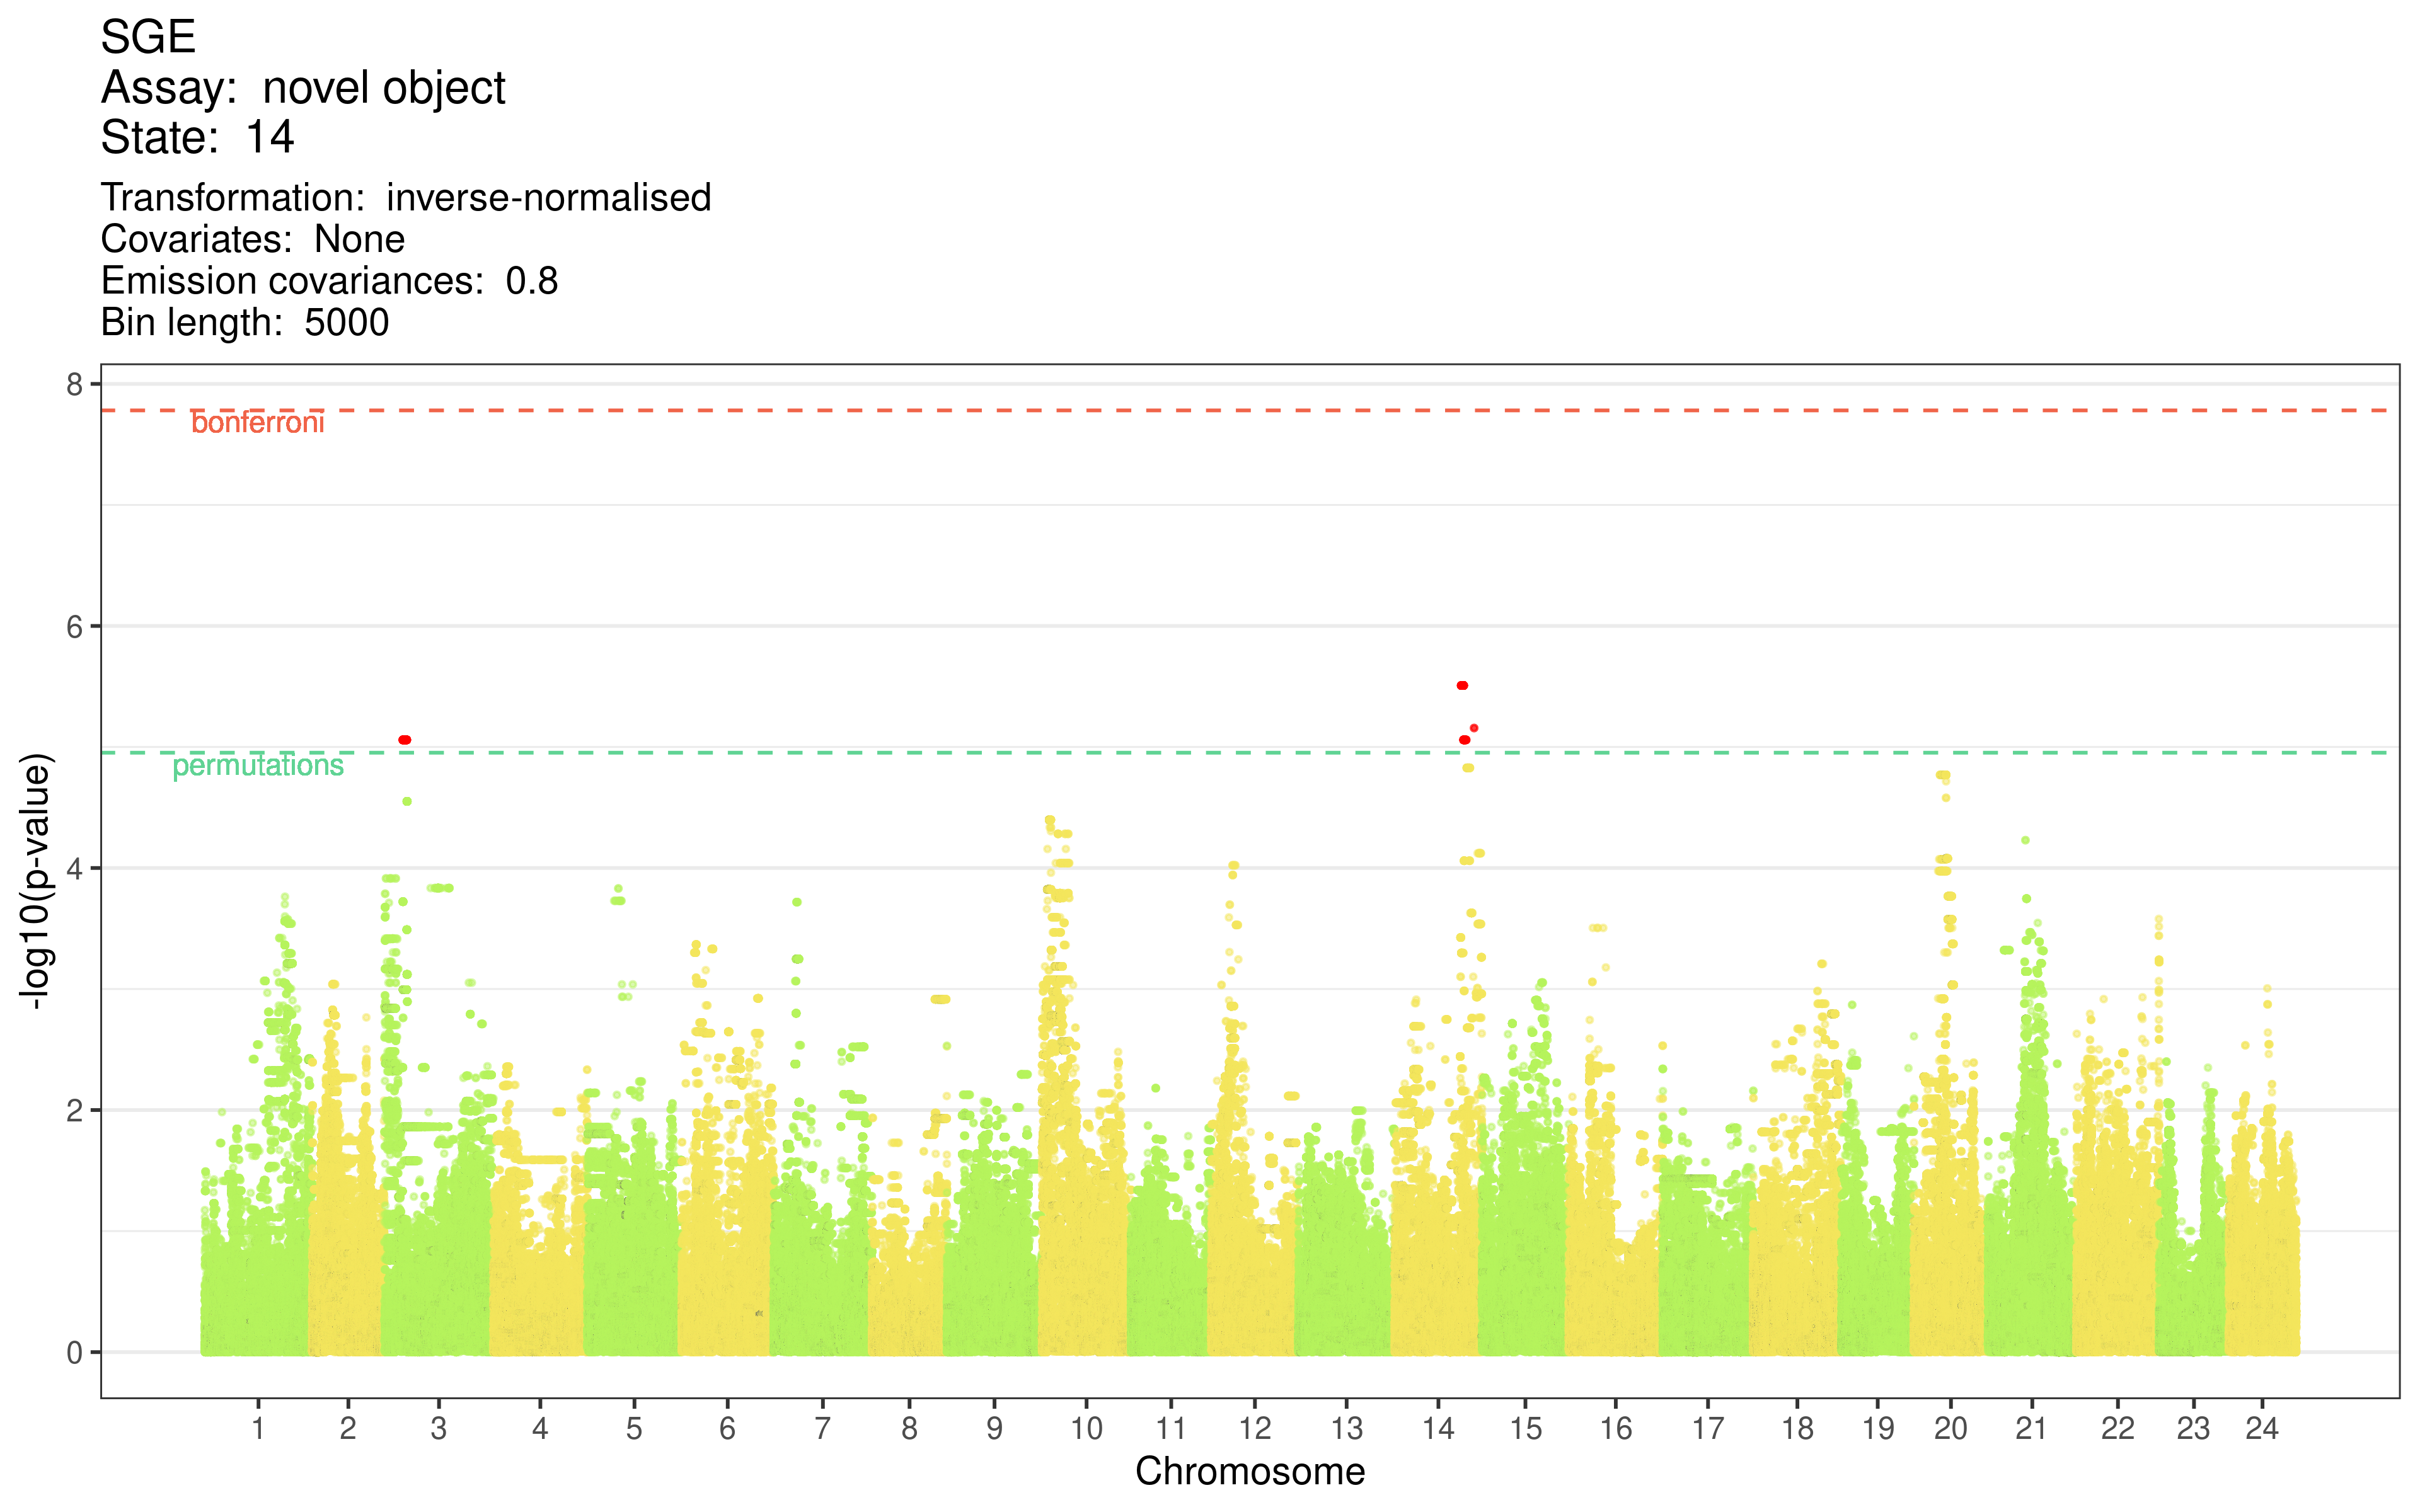 SGE
Assay:  novel object
State:  14
Transformation:  inverse-normalised
Covariates:  None
Emission covariances:  0.8
Bin length:  5000
8
bonferroni
6
permutations
4
2
0
-log10(p-value)
1 2 3 4 5 6 7 8 9 10 11 12 13 14 15 16 17 18 19 20 21 22 23 24
Chromosome